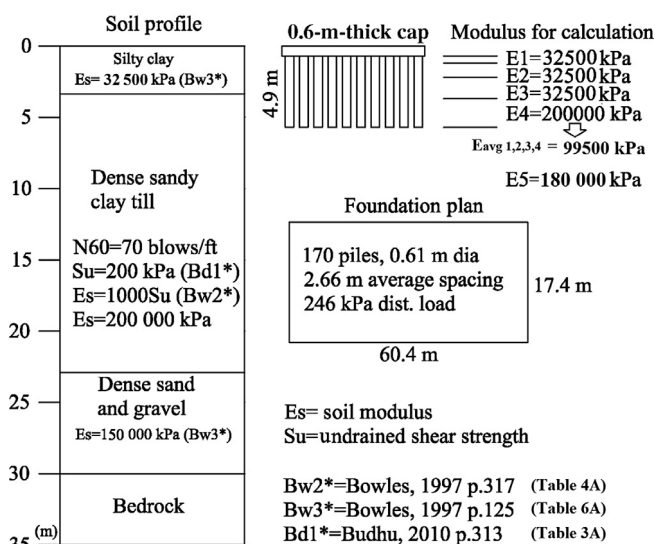 Soil profile
0
Silty clay
Es= 32 500 kPa (Bw3*)
5
Dense sandy
clay till
10
N60=70 blows/ft
15
Su=200 kPa (Bd1*)
Es=1000Su (Bw2*)
Es=200 000 kPa
20
Dense sand
and gravel
25
Es=150 000 kPa (Bw3*)
30
Bedrock
(m)
35
0.6-m-thick cap
4.9 m
Modulus for calculation
E1=32500 kPa
E2=32500 kPa
E3=32500 kPa
E4=200000 kPa
Eavg 1,2,3,4 = 99500 kPa
E5=180 000 kPa
Foundation plan
170 piles, 0.61 m dia
2.66 m average spacing
246 kPa dist. load
17.4 m
60.4 m
Es= soil modulus
Su=undrained shear strength
Bw2*=Bowles, 1997 p.317 (Table 4A)
Bw3*=Bowles, 1997 p.125 (Table 6A)
Bd1*=Budhu, 2010 p.313 (Table 3A)